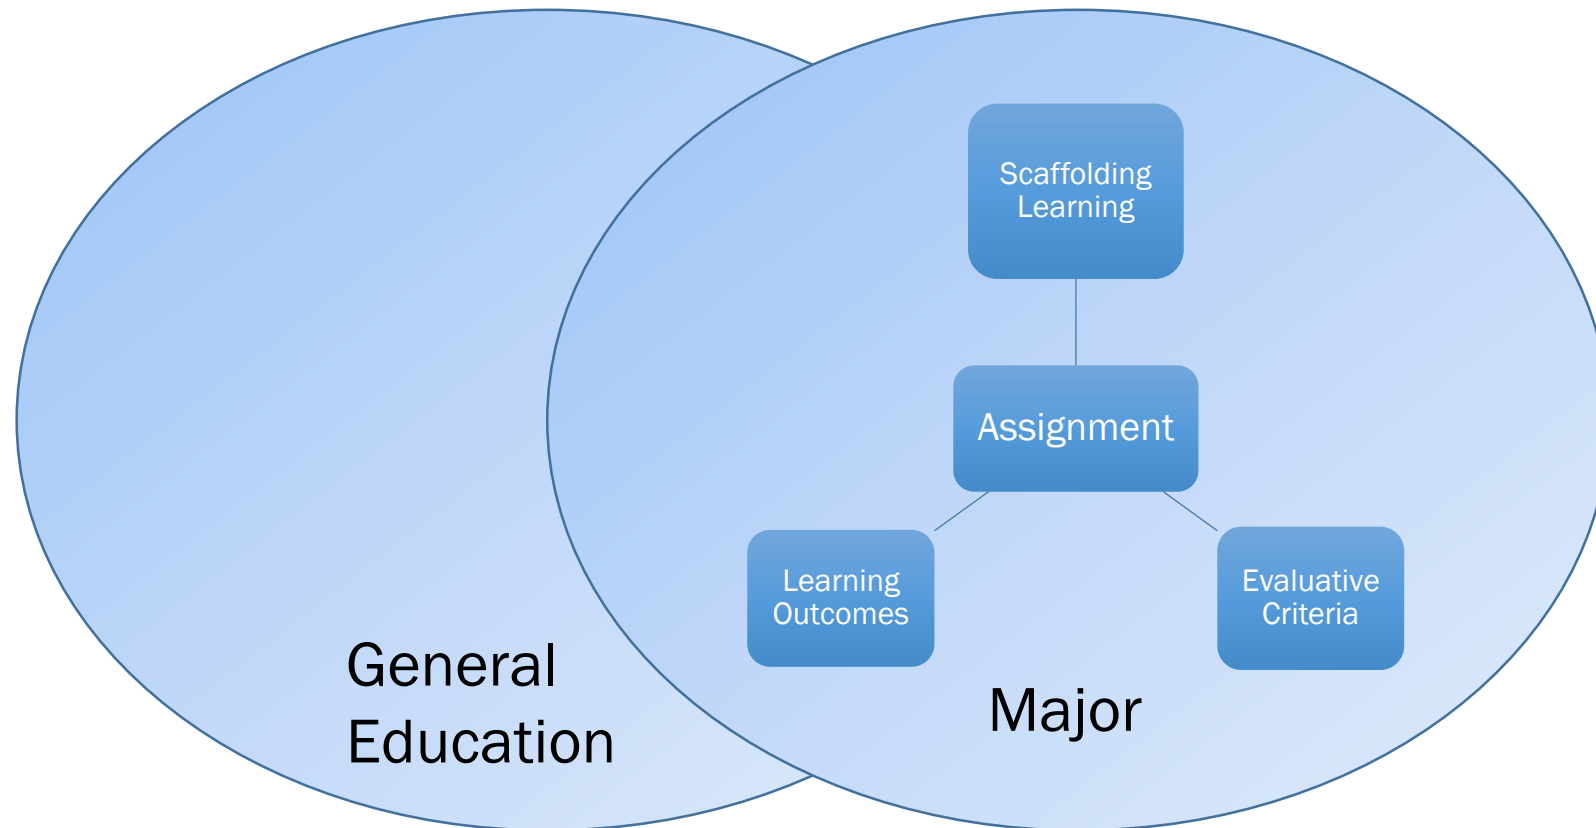 Scaffolding
Learning
Assignment
Learning
Outcomes
Evaluative
Criteria
General
Education
Major